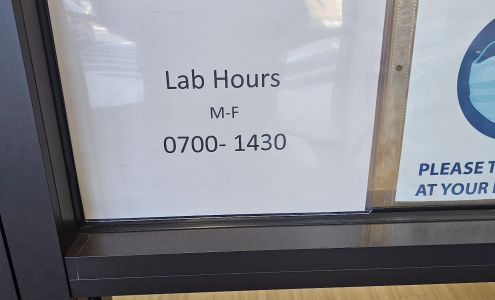 Lab Hours
M-F
0700- 1430
PLEASE
AT YOUR